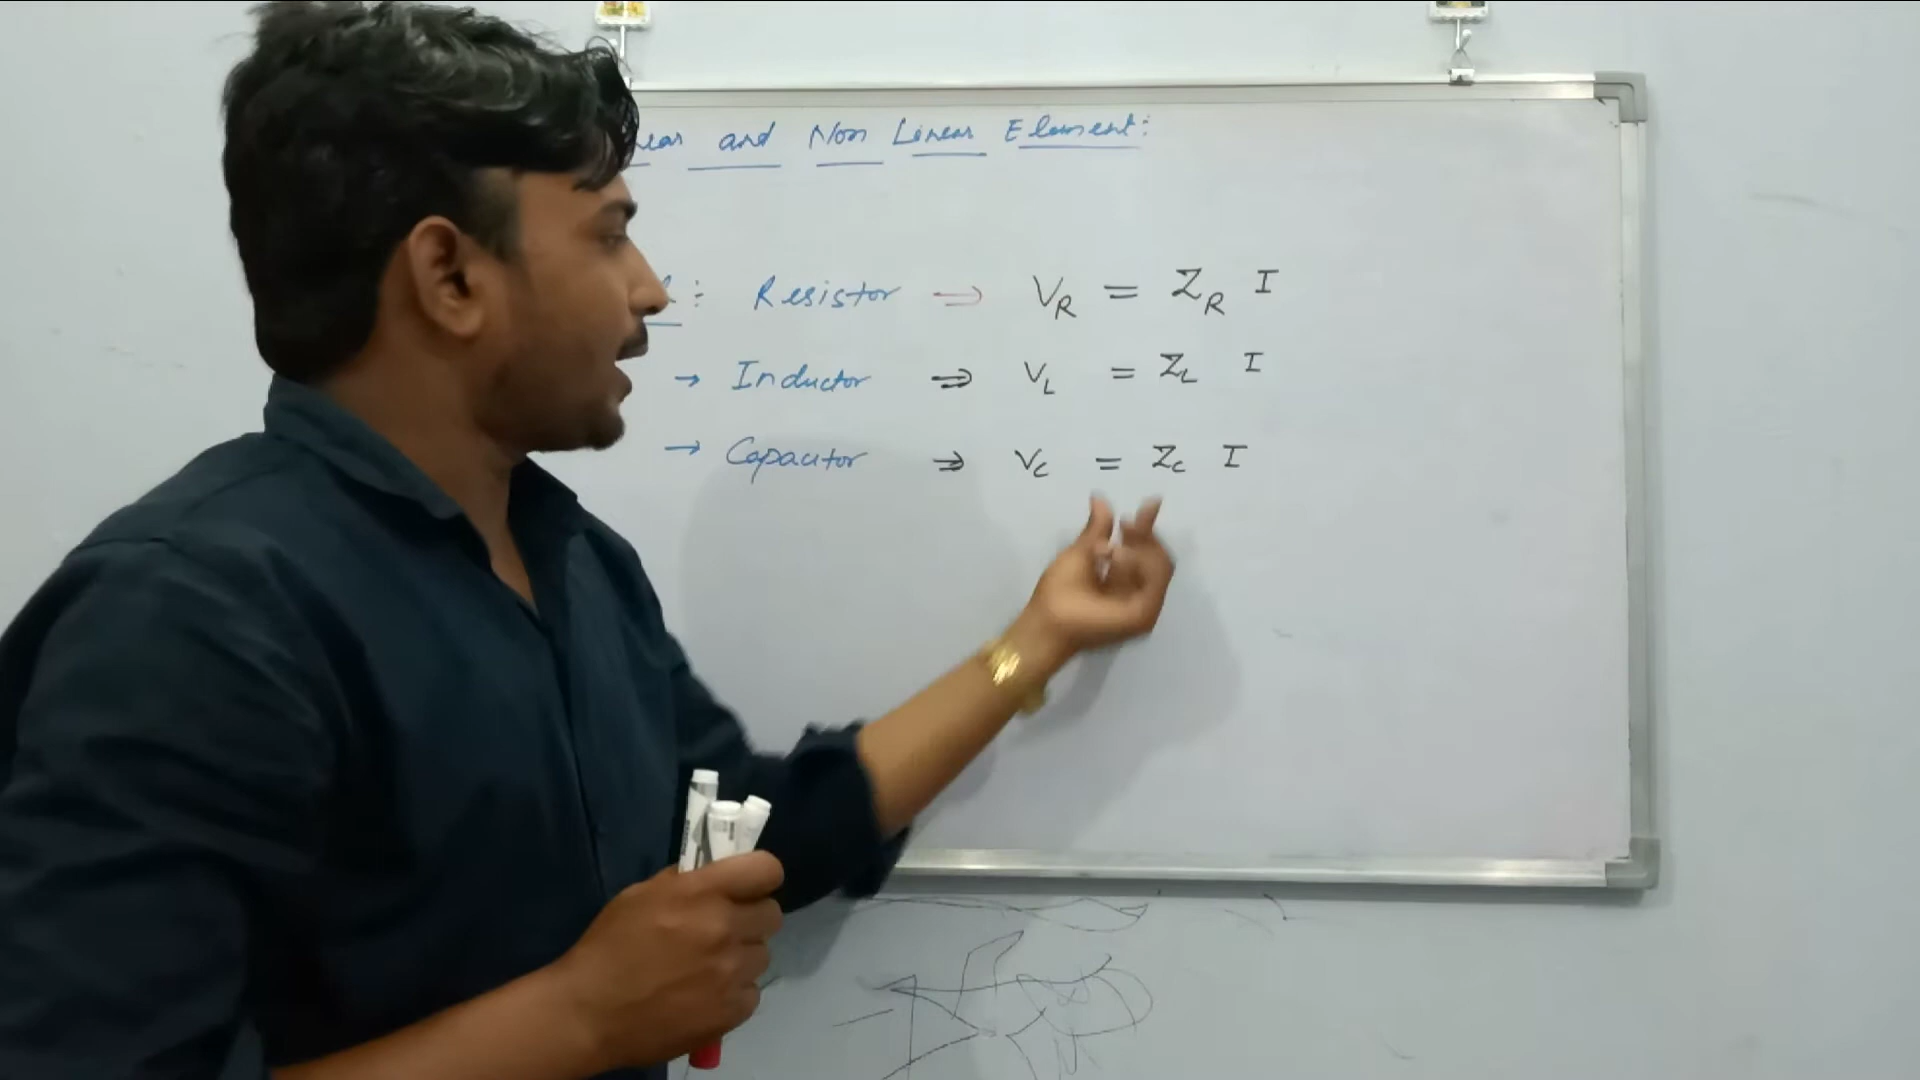 and Non Linear Element:
: Resistor ⇒ V_R = Z_R I
→ Inductor ⇒ V_L = Z_L I
→ Capacitor ⇒ V_C = Z_C I